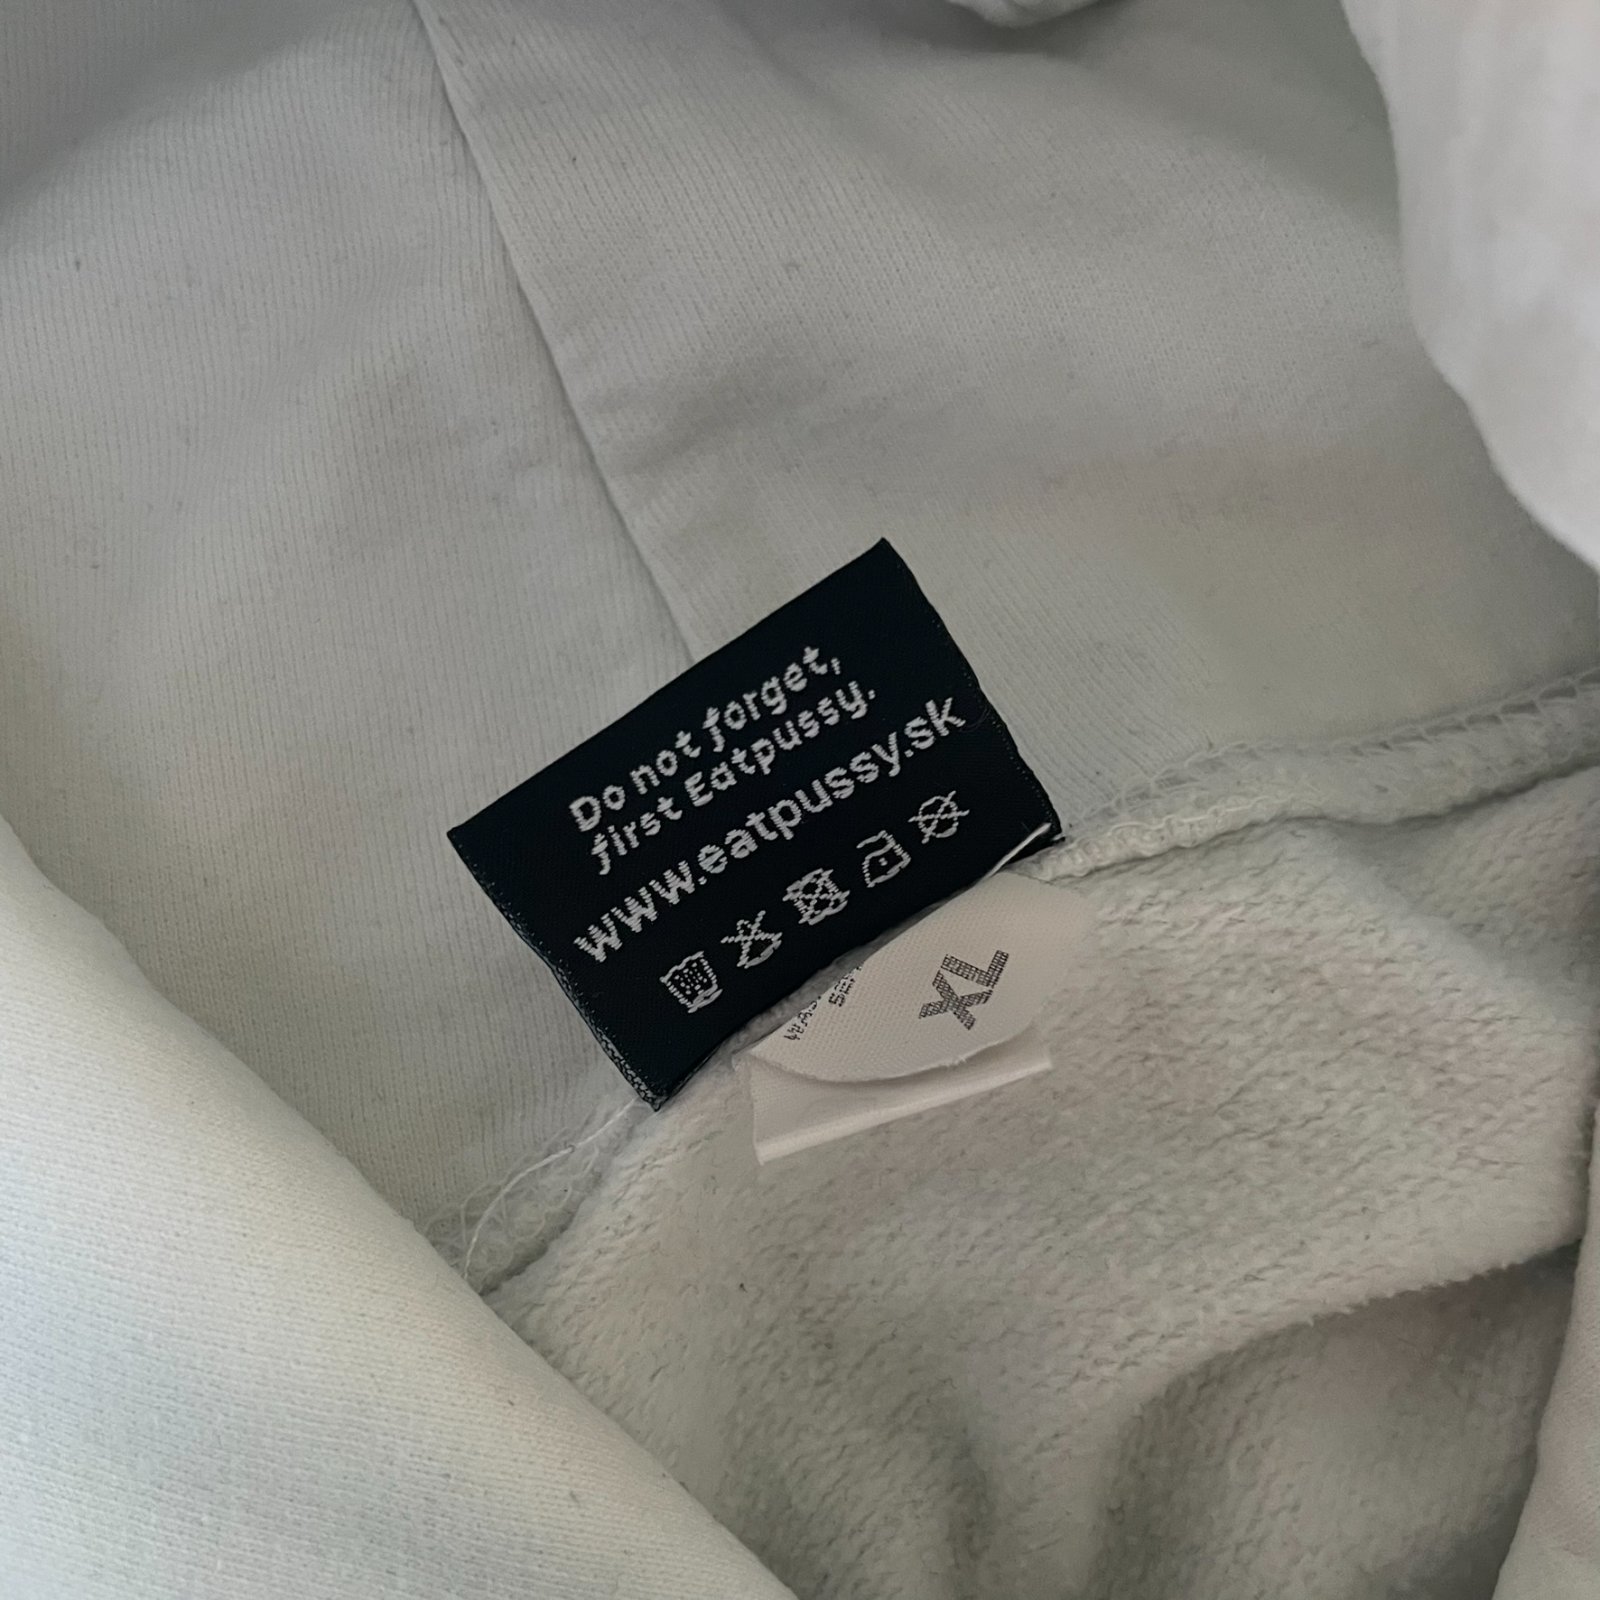 Do not forget,
first Eatpussy.
www.eatpussy.sk
XL